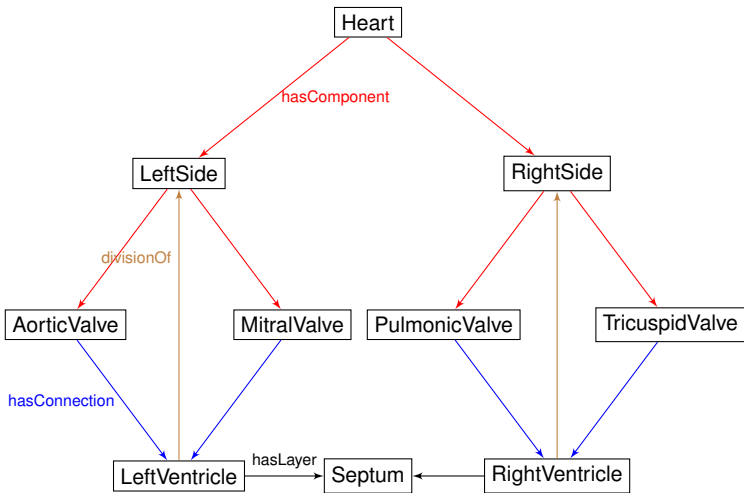 Heart
hasComponent
LeftSide
RightSide
divisionOf
AorticValve
MitralValve
PulmonicValve
TricuspidValve
hasConnection
LeftVentricle
hasLayer
Septum
RightVentricle